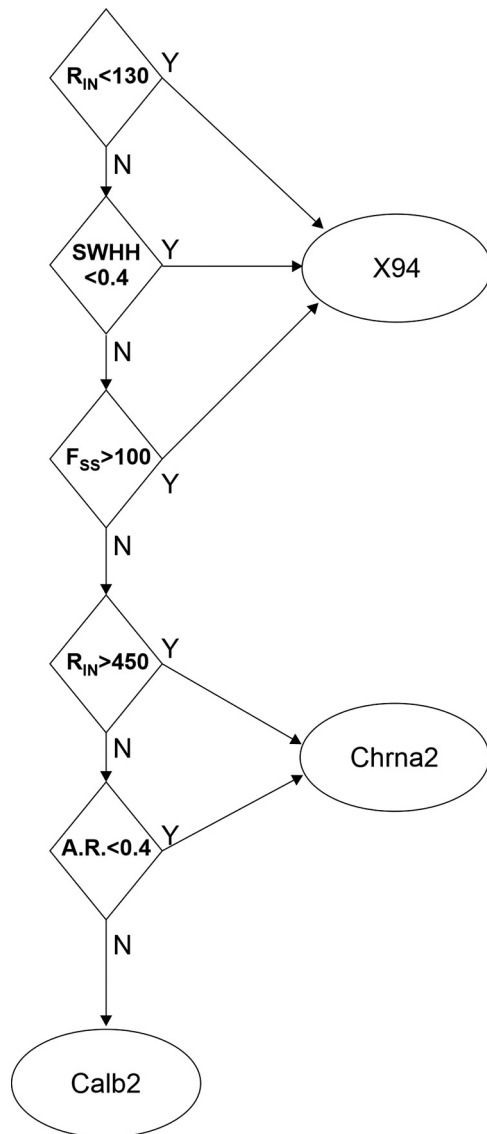 R_IN<130
Y
N
SWHH
<0.4
Y
X94
N
F_SS>100
Y
N
R_IN>450
Y
N
Chrna2
A.R.<0.4
Y
N
Calb2